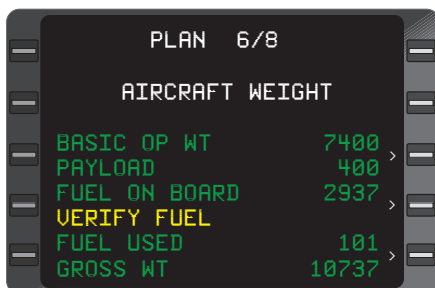 PLAN 6/8
AIRCRAFT WEIGHT
BASIC OP WT 7400
PAYLOAD 400 >
FUEL ON BOARD 2937 >
VERIFY FUEL
FUEL USED 101 >
GROSS WT 10737